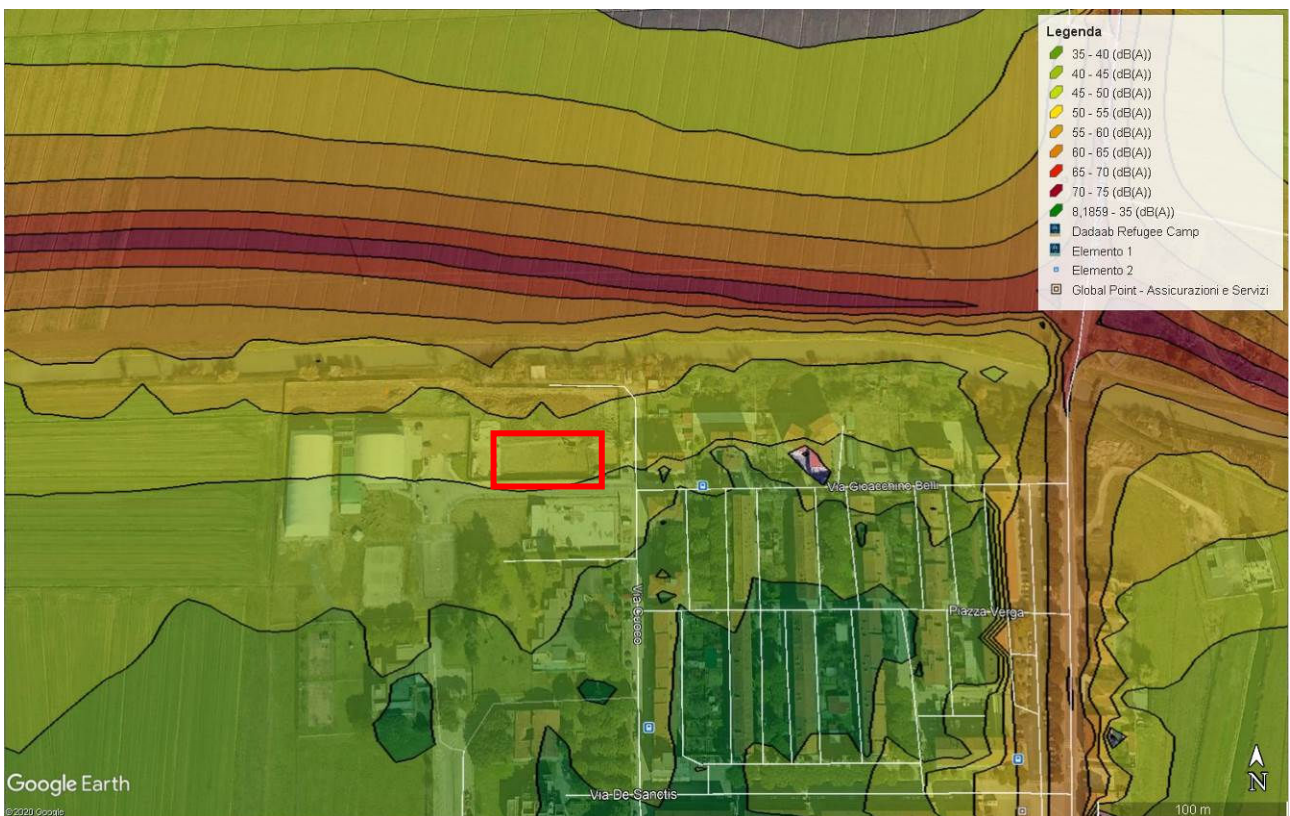 Legenda
35 - 40 (dB(A))
40 - 45 (dB(A))
45 - 50 (dB(A))
50 - 55 (dB(A))
55 - 60 (dB(A))
60 - 65 (dB(A))
65 - 70 (dB(A))
70 - 75 (dB(A))
8,1859 - 35 (dB(A))
Dadaab Refugee Camp
Elemento 1
Elemento 2
Global Point - Assicurazioni e Servizi
Via Gioacchino Belli
Via Cuoco
Piazza Verga
Via De Sanctis
Google Earth
© 2020 Google
N
100 m